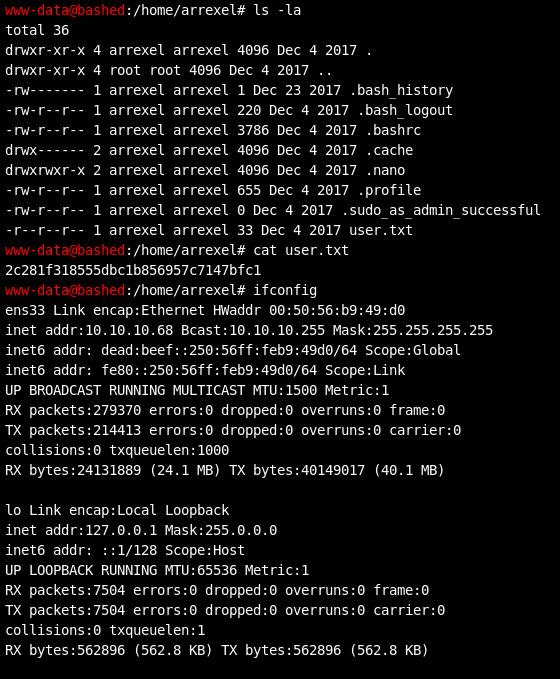 www-data@bashed:/home/arrexel# ls -la
total 36
drwxr-xr-x 4 arrexel arrexel 4096 Dec 4 2017 .
drwxr-xr-x 4 root root 4096 Dec 4 2017 ..
-rw------- 1 arrexel arrexel 1 Dec 23 2017 .bash_history
-rw-r--r-- 1 arrexel arrexel 220 Dec 4 2017 .bash_logout
-rw-r--r-- 1 arrexel arrexel 3786 Dec 4 2017 .bashrc
drwx------ 2 arrexel arrexel 4096 Dec 4 2017 .cache
drwxrwxr-x 2 arrexel arrexel 4096 Dec 4 2017 .nano
-rw-r--r-- 1 arrexel arrexel 655 Dec 4 2017 .profile
-rw-r--r-- 1 arrexel arrexel 0 Dec 4 2017 .sudo_as_admin_successful
-r--r--r-- 1 arrexel arrexel 33 Dec 4 2017 user.txt
www-data@bashed:/home/arrexel# cat user.txt
2c281f318555dbc1b856957c7147bfc1
www-data@bashed:/home/arrexel# ifconfig
ens33 Link encap:Ethernet HWaddr 00:50:56:b9:49:d0
inet addr:10.10.10.68 Bcast:10.10.10.255 Mask:255.255.255.255
inet6 addr: dead:beef::250:56ff:feb9:49d0/64 Scope:Global
inet6 addr: fe80::250:56ff:feb9:49d0/64 Scope:Link
UP BROADCAST RUNNING MULTICAST MTU:1500 Metric:1
RX packets:279370 errors:0 dropped:0 overruns:0 frame:0
TX packets:214413 errors:0 dropped:0 overruns:0 carrier:0
collisions:0 txqueuelen:1000
RX bytes:24131889 (24.1 MB) TX bytes:40149017 (40.1 MB)
lo Link encap:Local Loopback
inet addr:127.0.0.1 Mask:255.0.0.0
inet6 addr: ::1/128 Scope:Host
UP LOOPBACK RUNNING MTU:65536 Metric:1
RX packets:7504 errors:0 dropped:0 overruns:0 frame:0
TX packets:7504 errors:0 dropped:0 overruns:0 carrier:0
collisions:0 txqueuelen:1
RX bytes:562896 (562.8 KB) TX bytes:562896 (562.8 KB)